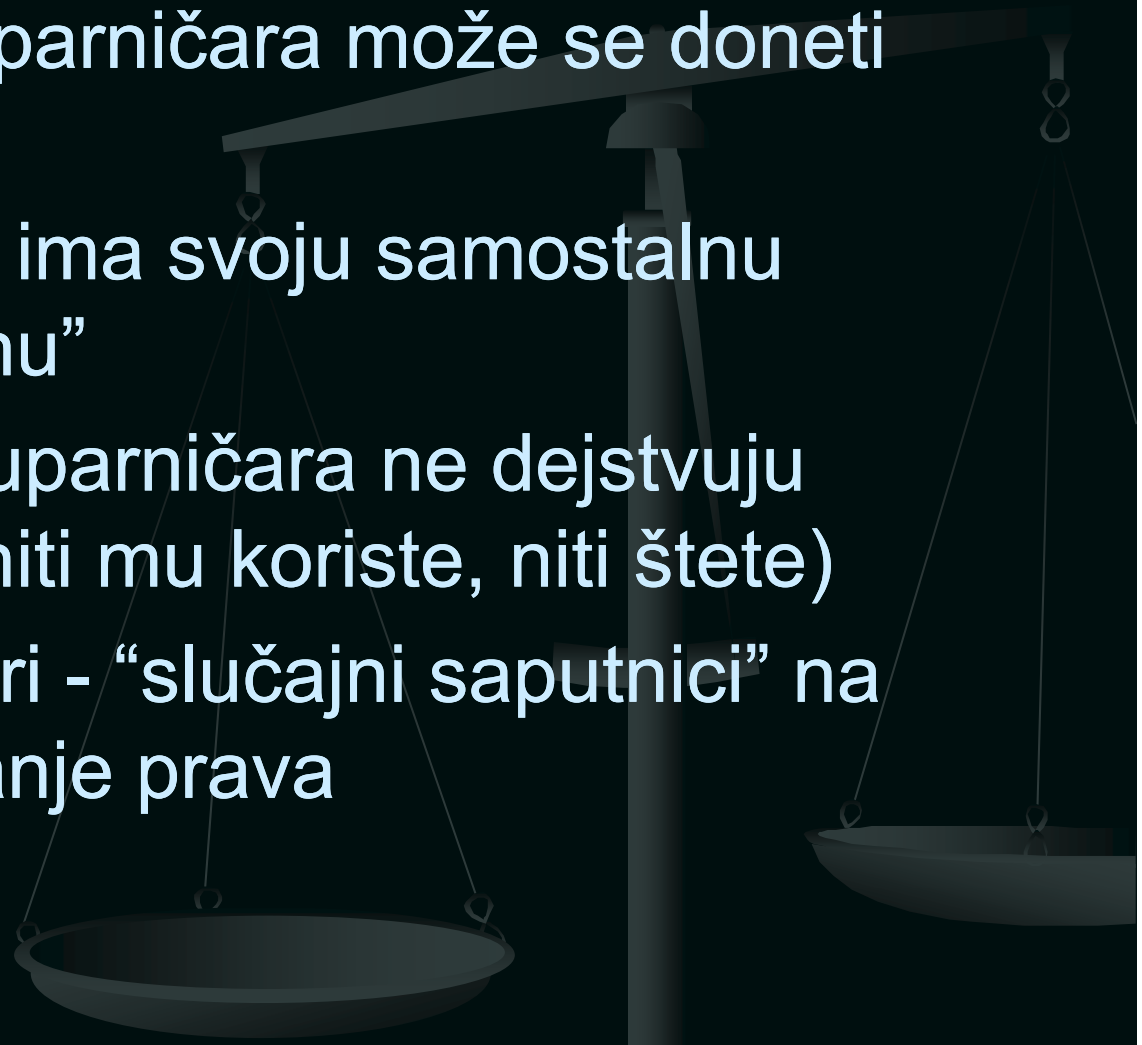 parničara može se doneti
ima svoju samostalnu
nu”
uparničara ne dejstvuju
niti mu koriste, niti štete)
ri - “slučajni saputnici” na
anje prava